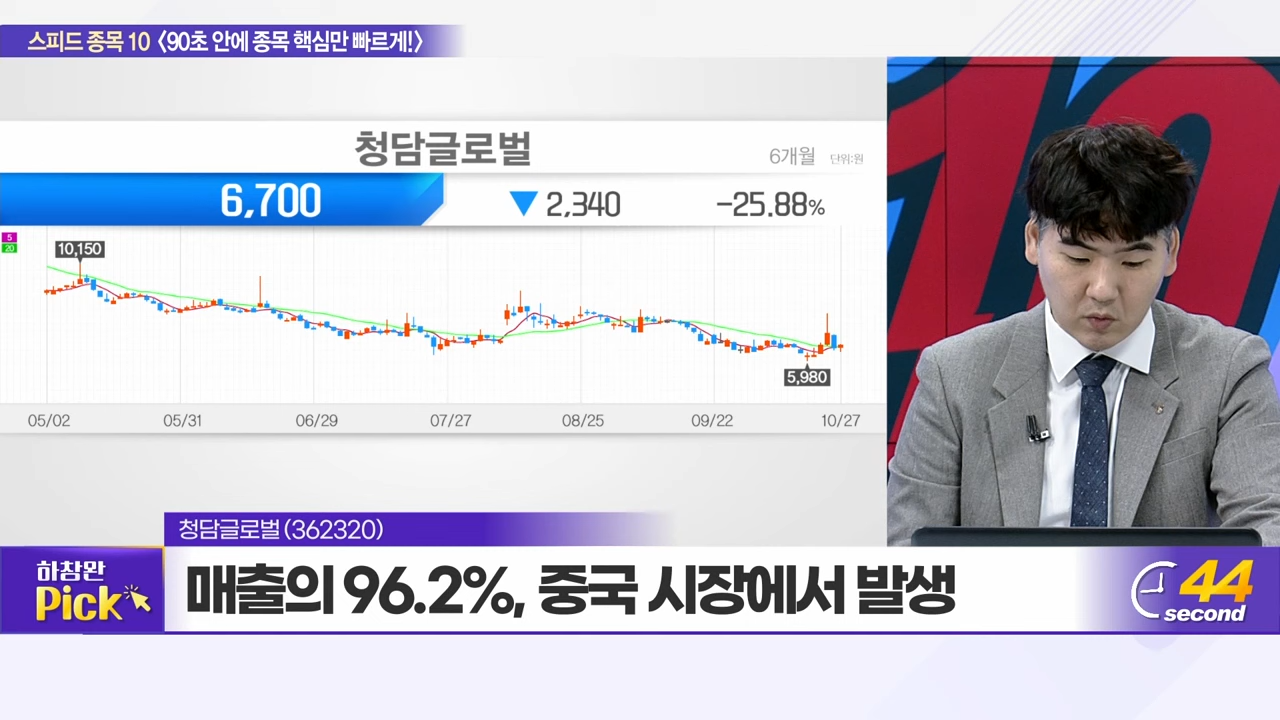 스피드 종목 10 〈90초 안에 종목 핵심만 빠르게!〉
청담글로벌
6개월 단위:원
6,700 ▼ 2,340 -25.88%
5
20
10,150
5,980
05/02 05/31 06/29 07/27 08/25 09/22 10/27
청담글로벌(362320)
하창완
Pick
매출의 96.2%, 중국 시장에서 발생
44
second
10